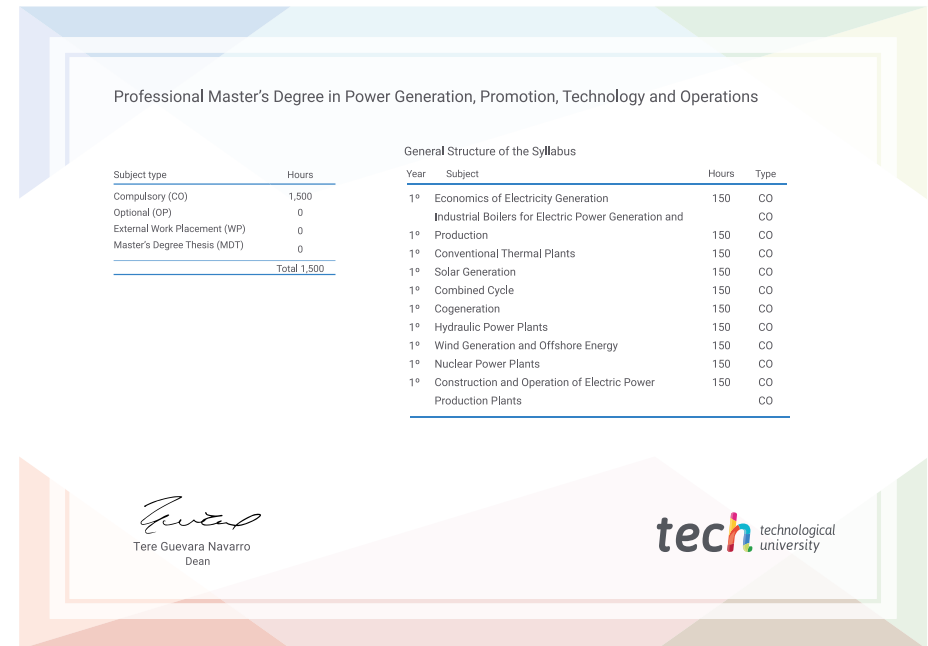 Professional Master's Degree in Power Generation, Promotion, Technology and Operations
Subject type Hours
Compulsory (CO) 1,500
Optional (OP) 0
External Work Placement (WP) 0
Master's Degree Thesis (MDT) 0
Total 1,500
General Structure of the Syllabus
Year Subject Hours Type
1º Economics of Electricity Generation 150 CO
Industrial Boilers for Electric Power Generation and CO
1º Production 150 CO
1º Conventional Thermal Plants 150 CO
1º Solar Generation 150 CO
1º Combined Cycle 150 CO
1º Cogeneration 150 CO
1º Hydraulic Power Plants 150 CO
1º Wind Generation and Offshore Energy 150 CO
1º Nuclear Power Plants 150 CO
1º Construction and Operation of Electric Power 150 CO
Production Plants CO
Tere Guevara Navarro
Dean
tech technological
university